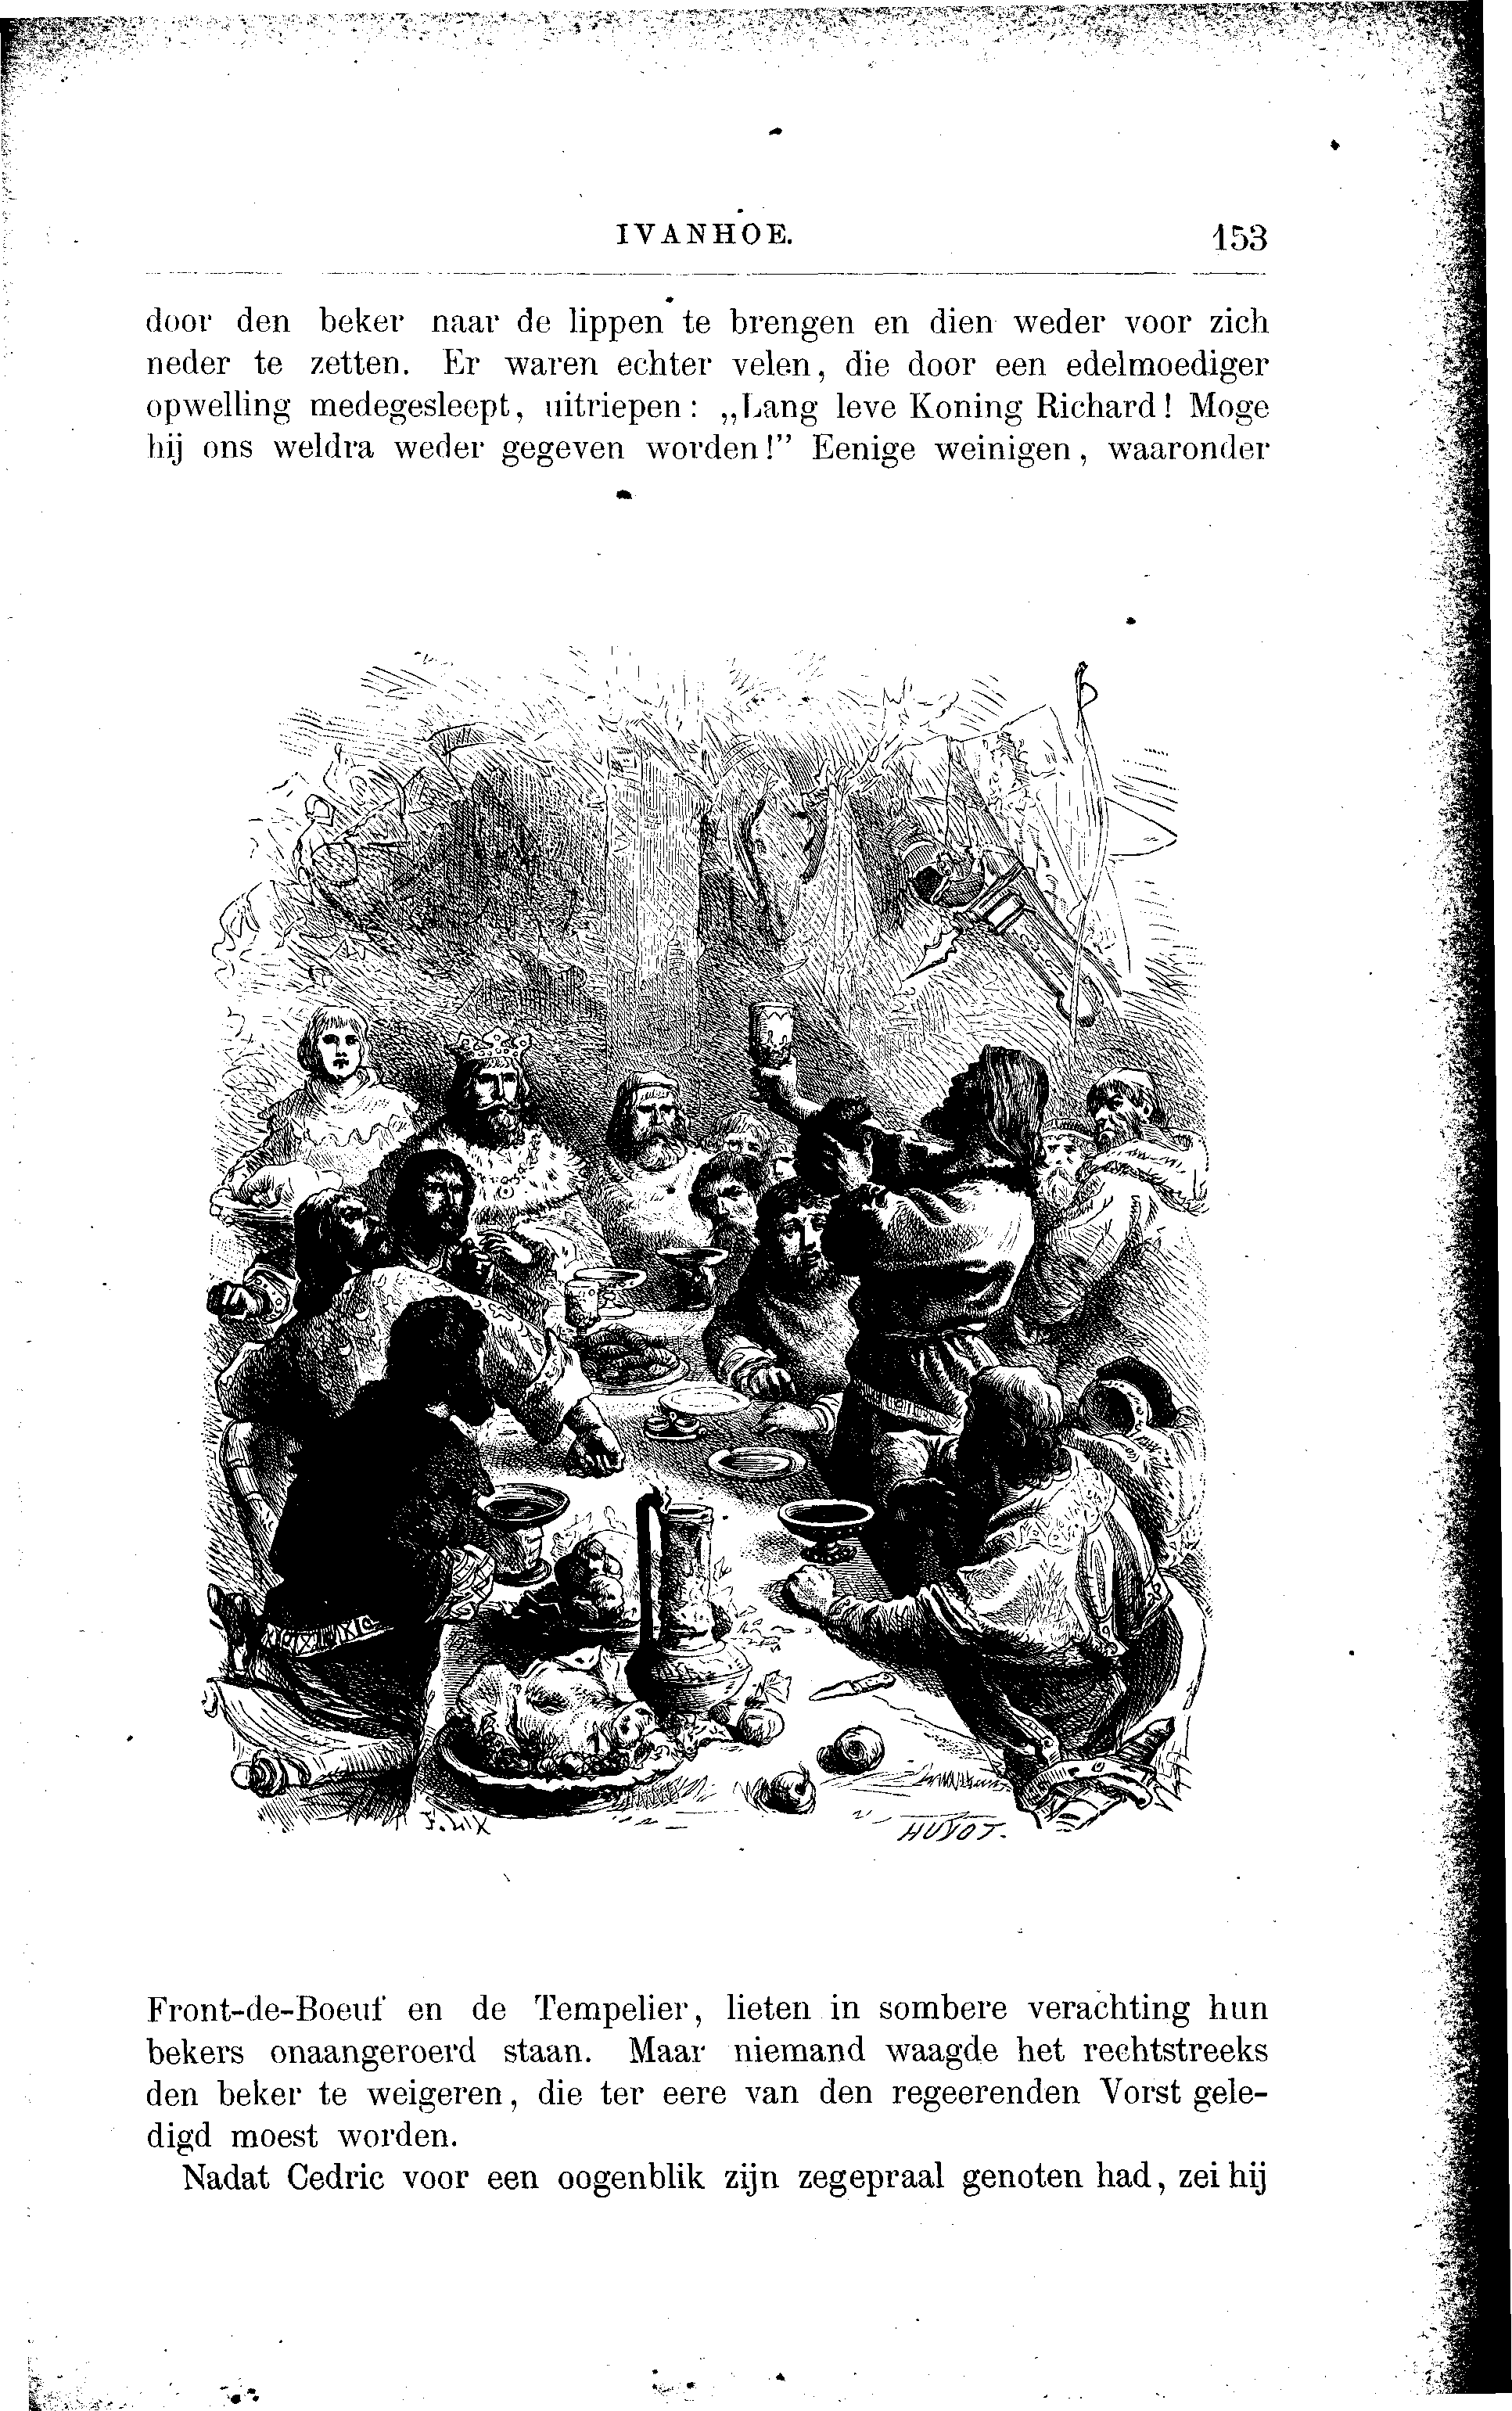 IVANHOE. 153
door den beker naar de lippen te brengen en dien weder voor zich
neder te zetten. Er waren echter velen, die door een edelmoediger
opwelling medegesleept, uitriepen: „Lang leve Koning Richard! Moge
hij ons weldra weder gegeven worden!” Eenige weinigen, waaronder
F. LIX
HUYOT.
Front-de-Boeuf en de Tempelier, lieten in sombere verachting hun
bekers onaangeroerd staan. Maar niemand waagde het rechtstreeks
den beker te weigeren, die ter eere van den regeerenden Vorst gele-
digd moest worden.
Nadat Cedric voor een oogenblik zijn zegepraal genoten had, zei hij